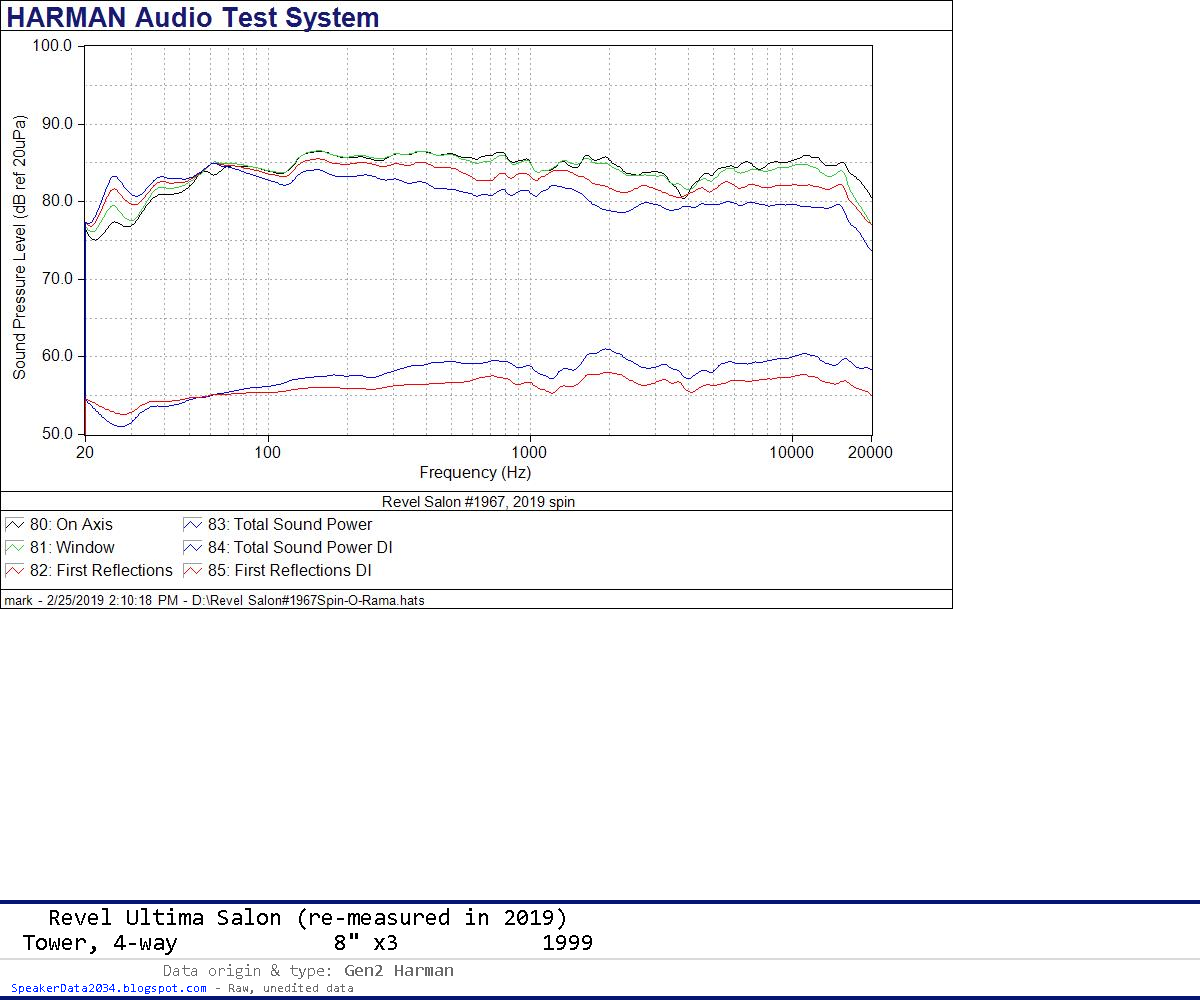 HARMAN Audio Test System
100.0
90.0
80.0
70.0
60.0
50.0
Sound Pressure Level (dB ref 20uPa)
20 100 1000 10000 20000
Frequency (Hz)
Revel Salon #1967, 2019 spin
80: On Axis 83: Total Sound Power
81: Window 84: Total Sound Power DI
82: First Reflections 85: First Reflections DI
mark - 2/25/2019 2:10:18 PM - D:\Revel Salon#1967Spin-O-Rama.hats
Revel Ultima Salon (re-measured in 2019)
Tower, 4-way 8" x3 1999
Data origin & type: Gen2 Harman
SpeakerData2034.blogspot.com - Raw, unedited data